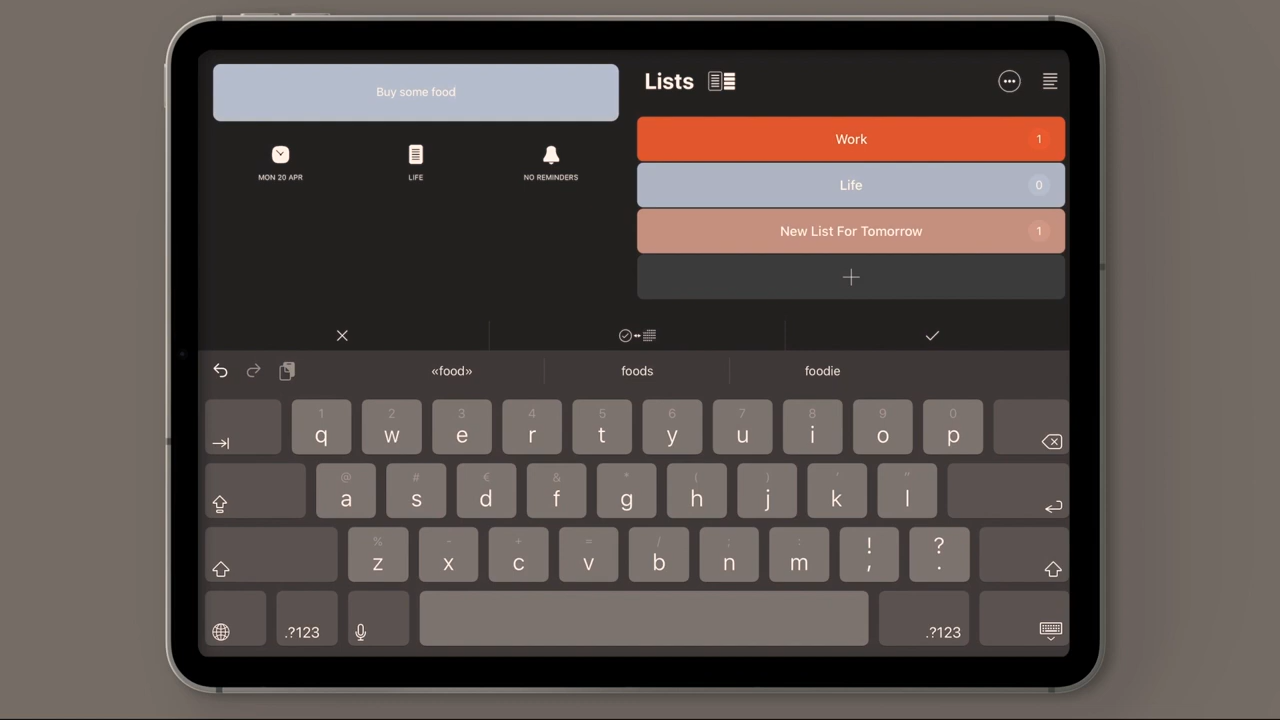 Buy some food
MON 20 APR
LIFE
NO REMINDERS
Lists
Work 1
Life 0
New List For Tomorrow 1
«food» foods foodie
1 2 3 4 5 6 7 8 9 0
q w e r t y u i o p
@ # € & * ( ) ' "
a s d f g h j k l
% - + = / ; : ! ?
z x c v b n m , .
.?123 .?123